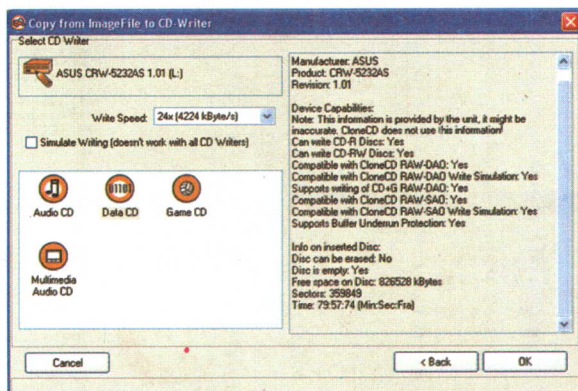 Copy from ImageFile to CD-Writer
Select CD Writer
ASUS CRW-5232AS 1.01 (L:)
Write Speed: 24x (4224 kByte/s)
Simulate Writing (doesn't work with all CD Writers)
Audio CD
Data CD
Game CD
Multimedia
Audio CD
Manufacturer: ASUS
Product: CRW-5232AS
Revision: 1.01
Device Capabilities:
Note: This information is provided by the unit, it might be
inaccurate. CloneCD does not use this information!
Can write CD-R Discs: Yes
Can write CD-RW Discs: Yes
Compatible with CloneCD RAW-DAO: Yes
Compatible with CloneCD RAW-DAO Write Simulation: Yes
Supports writing of CD+G RAW-DAO: Yes
Compatible with CloneCD RAW-SAO: Yes
Compatible with CloneCD RAW-SAO Write Simulation: Yes
Supports Buffer Underrun Protection: Yes
Info on inserted Disc:
Disc can be erased: No
Disc is empty: Yes
Free space on Disc: 826528 kBytes
Sectors: 359849
Time: 79:57:74 (Min:Sec:Fra)
Cancel
< Back
OK